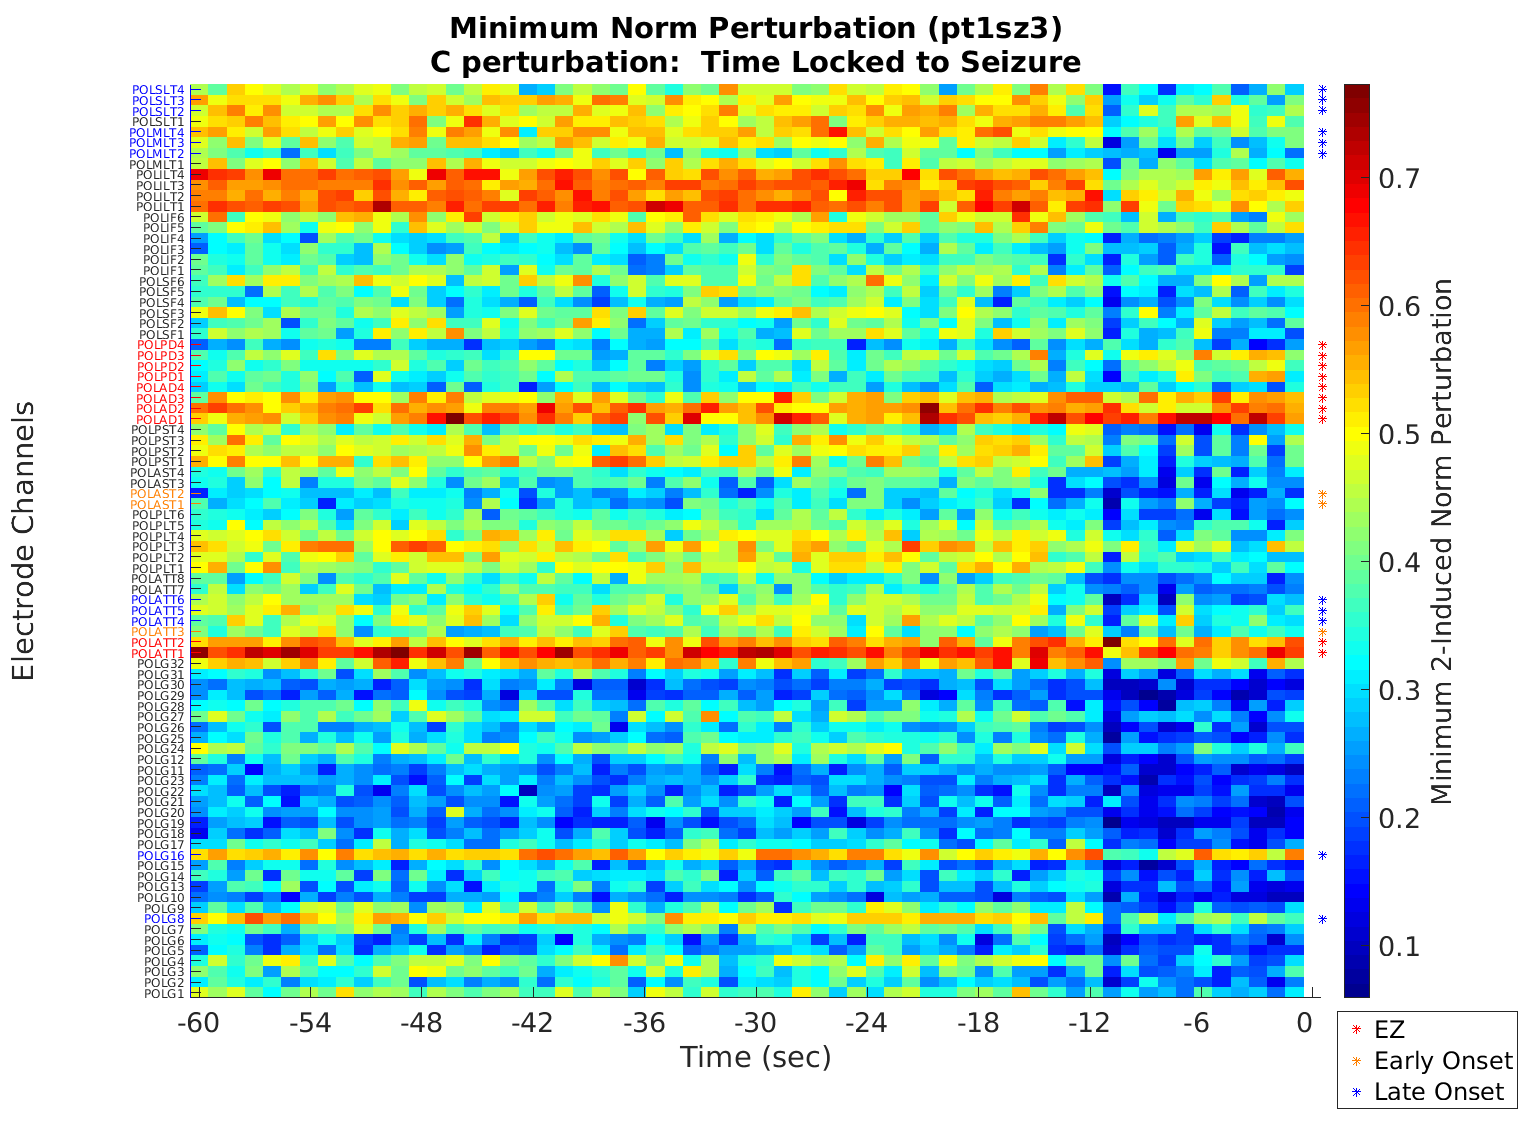 Minimum Norm Perturbation (pt1sz3)
C perturbation:  Time Locked to Seizure
Electrode Channels
POLSLT4
POLSLT3
POLSLT2
POLSLT1
POLMLT4
POLMLT3
POLMLT2
POLMLT1
POLILT4
POLILT3
POLILT2
POLILT1
POLIF6
POLIF5
POLIF4
POLIF3
POLIF2
POLIF1
POLSF6
POLSF5
POLSF4
POLSF3
POLSF2
POLSF1
POLPD4
POLPD3
POLPD2
POLPD1
POLAD4
POLAD3
POLAD2
POLAD1
POLPST4
POLPST3
POLPST2
POLPST1
POLAST4
POLAST3
POLAST2
POLAST1
POLPLT6
POLPLT5
POLPLT4
POLPLT3
POLPLT2
POLPLT1
POLATT8
POLATT7
POLATT6
POLATT5
POLATT4
POLATT3
POLATT2
POLATT1
POLG32
POLG31
POLG30
POLG29
POLG28
POLG27
POLG26
POLG25
POLG24
POLG12
POLG11
POLG23
POLG22
POLG21
POLG20
POLG19
POLG18
POLG17
POLG16
POLG15
POLG14
POLG13
POLG10
POLG9
POLG8
POLG7
POLG6
POLG5
POLG4
POLG3
POLG2
POLG1
-60 -54 -48 -42 -36 -30 -24 -18 -12 -6 0
Time (sec)
0.7
0.6
0.5
0.4
0.3
0.2
0.1
Minimum 2-Induced Norm Perturbation
EZ
Early Onset
Late Onset